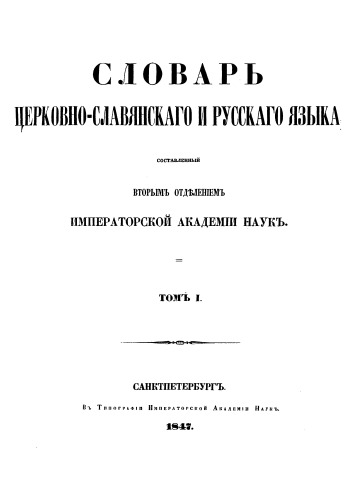 СЛОВАРЬ
ЦЕРКОВНО-СЛАВЯНСКАГО И РУССКАГО ЯЗЫКА
СОСТАВЛЕННЫЙ
ВТОРЫМЪ ОТДѢЛЕНІЕМЪ
ИМПЕРАТОРСКОЙ АКАДЕМІИ НАУКЪ.
ТОМЪ I.
САНКТПЕТЕРБУРГЪ.
Въ Типографіи Императорской Академіи Наукъ.
1847.